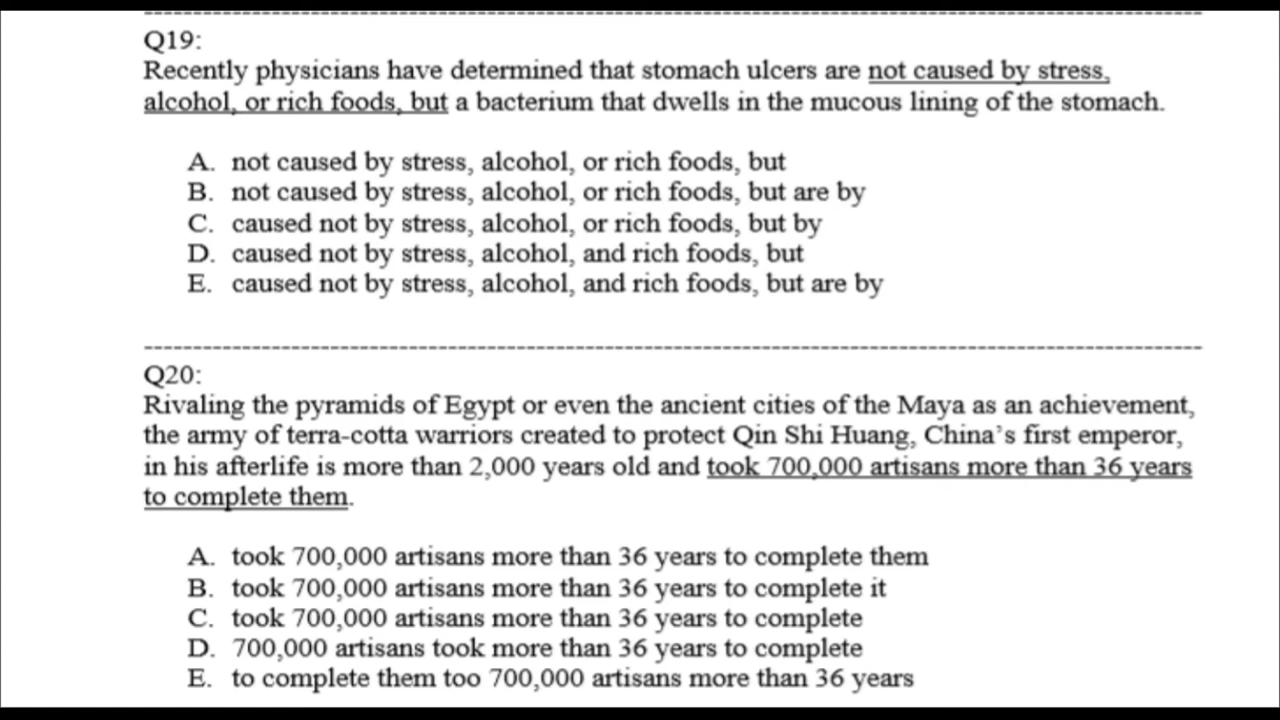 Q19:
Recently physicians have determined that stomach ulcers are not caused by stress,
alcohol, or rich foods, but a bacterium that dwells in the mucous lining of the stomach.
A. not caused by stress, alcohol, or rich foods, but
B. not caused by stress, alcohol, or rich foods, but are by
C. caused not by stress, alcohol, or rich foods, but by
D. caused not by stress, alcohol, and rich foods, but
E. caused not by stress, alcohol, and rich foods, but are by
Q20:
Rivaling the pyramids of Egypt or even the ancient cities of the Maya as an achievement,
the army of terra-cotta warriors created to protect Qin Shi Huang, China's first emperor,
in his afterlife is more than 2,000 years old and took 700,000 artisans more than 36 years
to complete them.
A. took 700,000 artisans more than 36 years to complete them
B. took 700,000 artisans more than 36 years to complete it
C. took 700,000 artisans more than 36 years to complete
D. 700,000 artisans took more than 36 years to complete
E. to complete them too 700,000 artisans more than 36 years